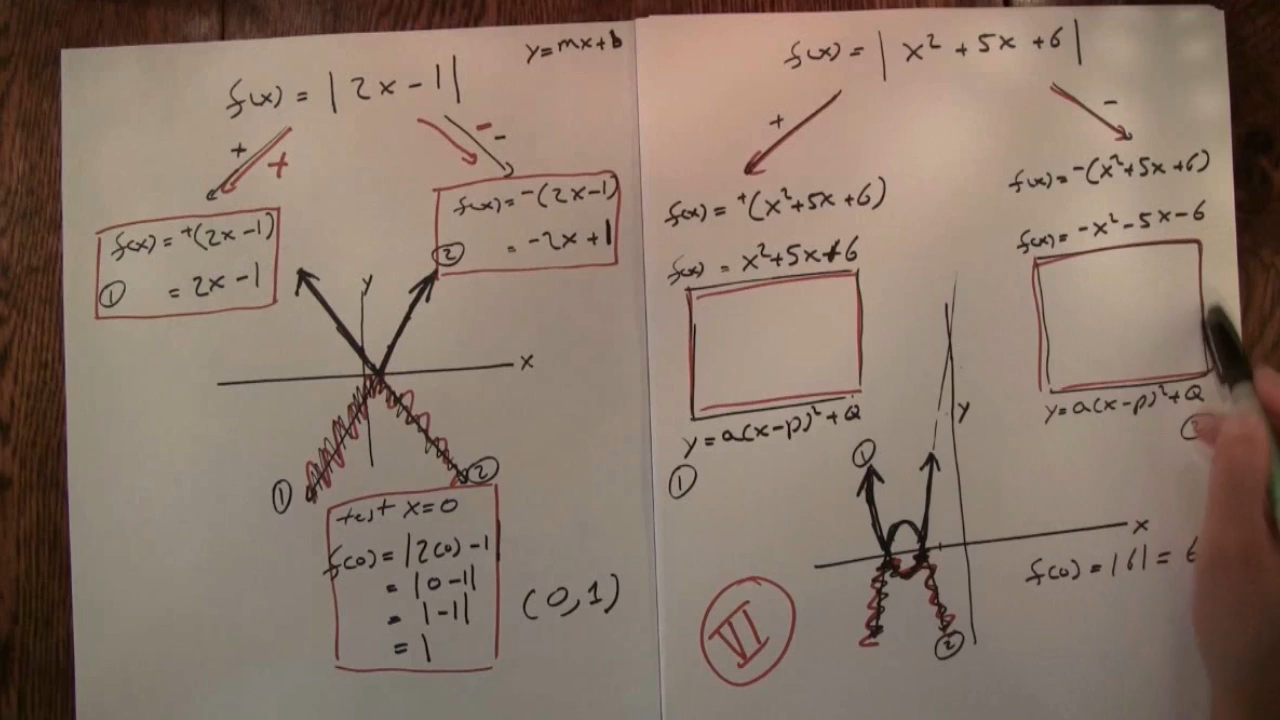 y=mx+b
f(x) = |2x-1|
+
+
-
-
f(x)=+(2x-1)
① = 2x-1
f(x)=-(2x-1)
② = -2x+1
y
x
①
②
test x=0
f(0)=|2(0)-1|
= |0-1|
= |-1|
= 1
(0,1)
f(x) = |x²+5x+6|
+
-
f(x)=+(x²+5x+6)
f(x) = x²+5x+6
y=a(x-p)²+Q
①
f(x)=-(x²+5x+6)
f(x)=-x²-5x-6
y=a(x-p)²+Q
②
y
①
x
②
f(0)=|6|=6
VI